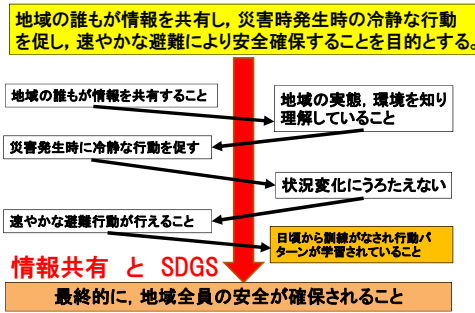 地域の誰もが情報を共有し，災害時発生時の冷静な行動
を促し，速やかな避難により安全確保することを目的とする。
地域の誰もが情報を共有すること
地域の実態，環境を知り
理解していること
災害発生時に冷静な行動を促す
状況変化にうろたえない
速やかな避難行動が行えること
日頃から訓練がなされ行動パ
ターンが学習されていること
情報共有 と SDGS
最終的に，地域全員の安全が確保されること